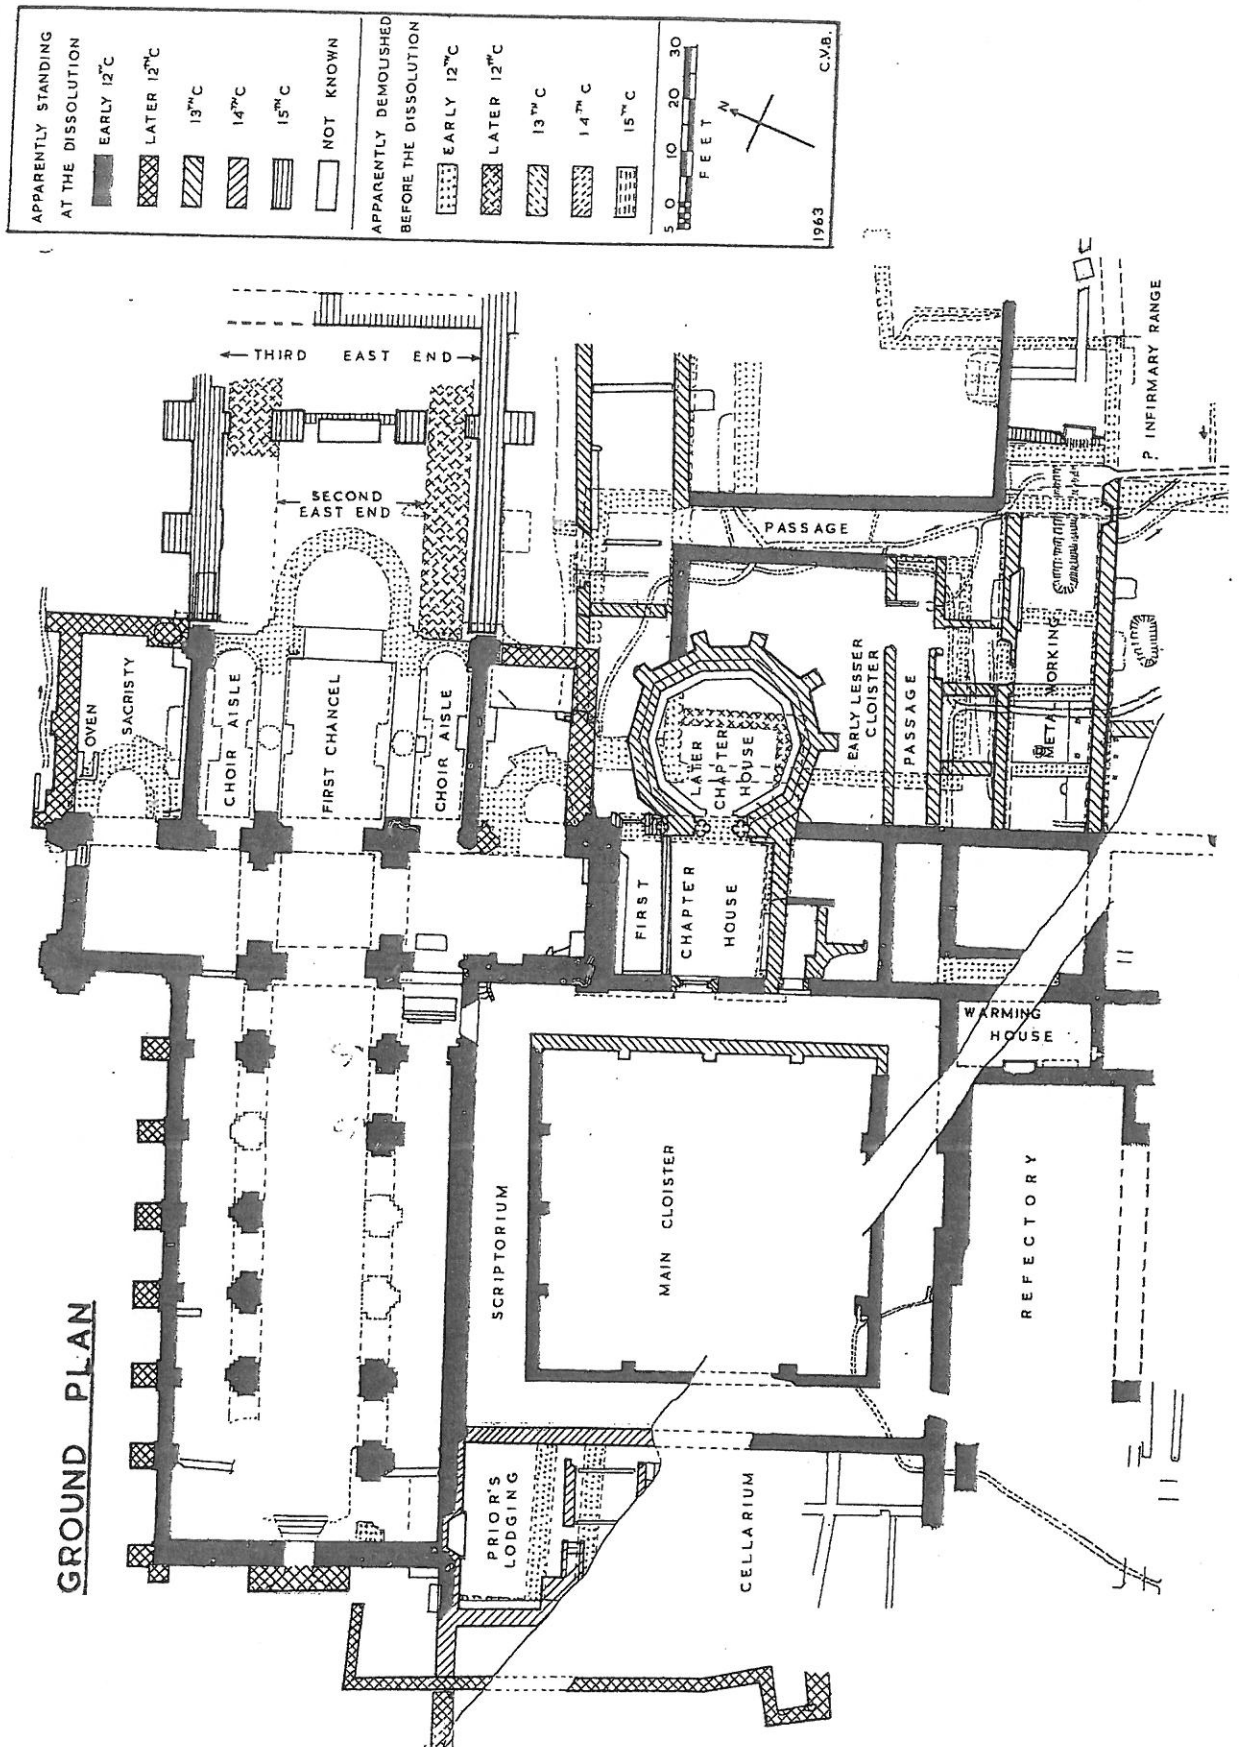 GROUND PLAN
APPARENTLY STANDING
AT THE DISSOLUTION
EARLY 12TH C
LATER 12TH C
13TH C
14TH C
15TH C
NOT KNOWN
APPARENTLY DEMOLISHED
BEFORE THE DISSOLUTION
EARLY 12TH C
LATER 12TH C
13TH C
14TH C
15TH C
5 0 10 20 30
FEET
N
1963
C.V.B.
THIRD EAST END
SECOND
EAST END
OVEN
SACRISTY
CHOIR AISLE
FIRST CHANCEL
CHOIR AISLE
PASSAGE
LATER
CHAPTER
HOUSE
EARLY LESSER
CLOISTER
PASSAGE
METAL WORKING
? INFIRMARY RANGE
FIRST
CHAPTER
HOUSE
WARMING
HOUSE
SCRIPTORIUM
MAIN CLOISTER
REFECTORY
PRIOR'S
LODGING
CELLARIUM